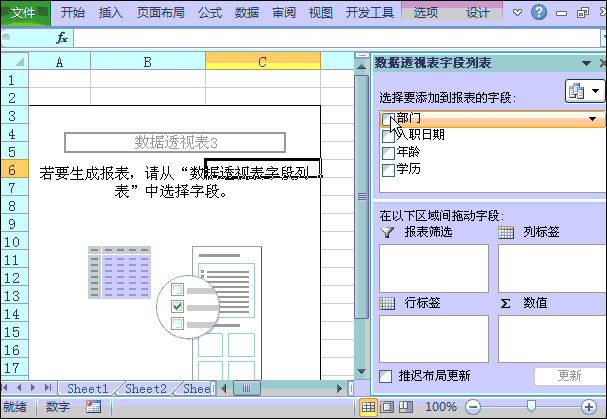 文件 开始 插入 页面布局 公式 数据 审阅 视图 开发工具 选项 设计
fx
A B C
数据透视表字段列表
选择要添加到报表的字段:
部门
入职日期
年龄
学历
1
2
3
4
5
6
7
8
9
10
11
12
13
14
15
16
17
数据透视表3
若要生成报表，请从“数据透视表字段列
表”中选择字段。
在以下区域间拖动字段:
报表筛选 列标签
行标签 Σ 数值
推迟布局更新 更新
Sheet1 Sheet2 Shee
就绪 数字 100%